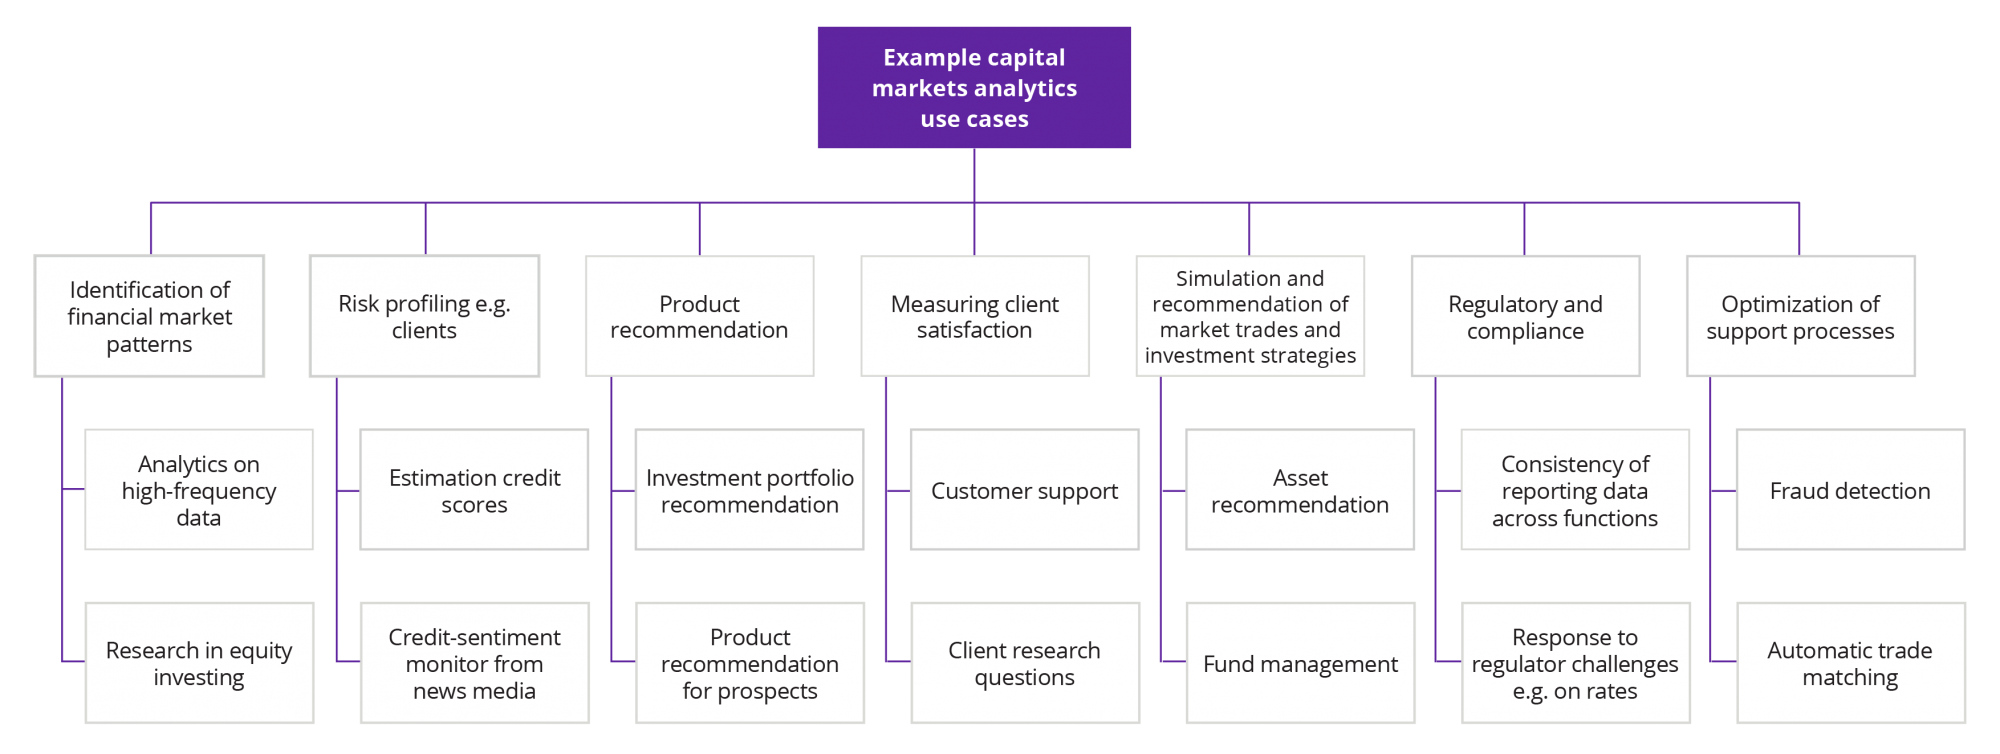 Example capital
markets analytics
use cases
Identification of
financial market
patterns
Risk profiling e.g.
clients
Product
recommendation
Measuring client
satisfaction
Simulation and
recommendation of
market trades and
investment strategies
Regulatory and
compliance
Optimization of
support processes
Analytics on
high-frequency
data
Estimation credit
scores
Investment portfolio
recommendation
Customer support
Asset
recommendation
Consistency of
reporting data
across functions
Fraud detection
Research in equity
investing
Credit-sentiment
monitor from
news media
Product
recommendation
for prospects
Client research
questions
Fund management
Response to
regulator challenges
e.g. on rates
Automatic trade
matching